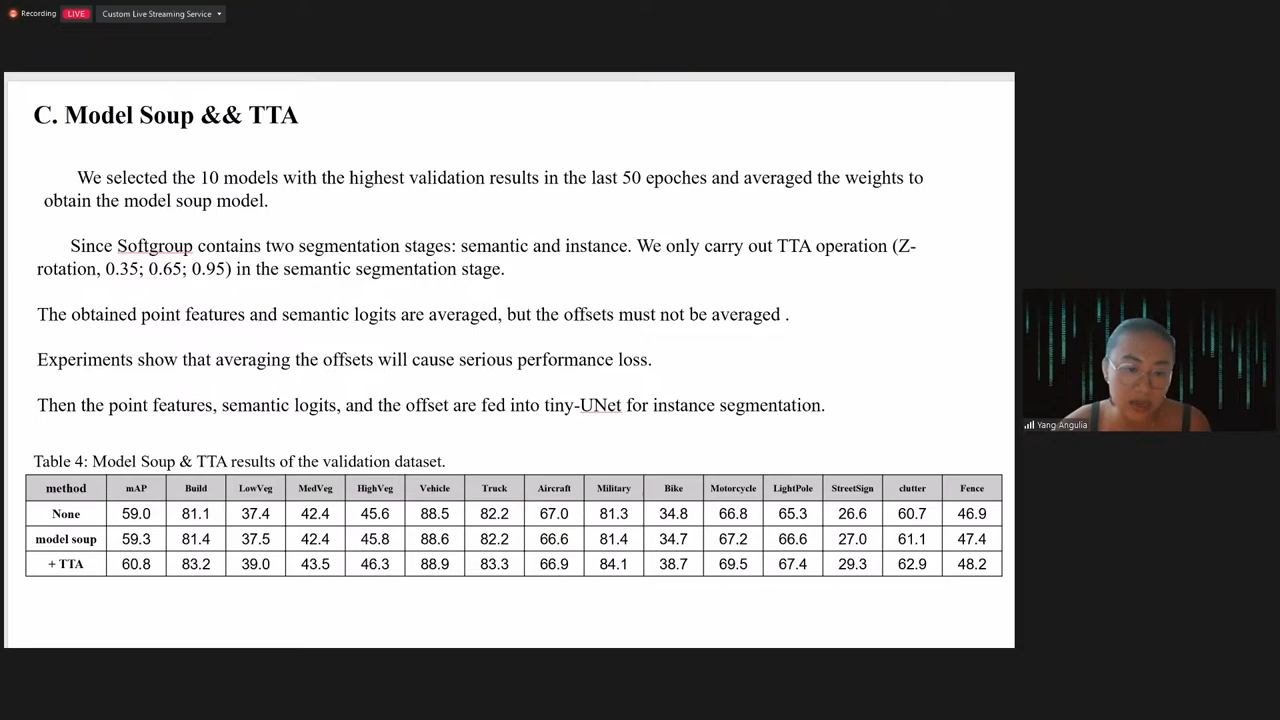 Recording LIVE Custom Live Streaming Service
C. Model Soup && TTA
We selected the 10 models with the highest validation results in the last 50 epoches and averaged the weights to
obtain the model soup model.
Since Softgroup contains two segmentation stages: semantic and instance. We only carry out TTA operation (Z-
rotation, 0.35; 0.65; 0.95) in the semantic segmentation stage.
The obtained point features and semantic logits are averaged, but the offsets must not be averaged .
Experiments show that averaging the offsets will cause serious performance loss.
Then the point features, semantic logits, and the offset are fed into tiny-UNet for instance segmentation.
Table 4: Model Soup & TTA results of the validation dataset.
method mAP Build LowVeg MedVeg HighVeg Vehicle Truck Aircraft Military Bike Motorcycle LightPole StreetSign clutter Fence
None 59.0 81.1 37.4 42.4 45.6 88.5 82.2 67.0 81.3 34.8 66.8 65.3 26.6 60.7 46.9
model soup 59.3 81.4 37.5 42.4 45.8 88.6 82.2 66.6 81.4 34.7 67.2 66.6 27.0 61.1 47.4
+ TTA 60.8 83.2 39.0 43.5 46.3 88.9 83.3 66.9 84.1 38.7 69.5 67.4 29.3 62.9 48.2
Yang Angulia